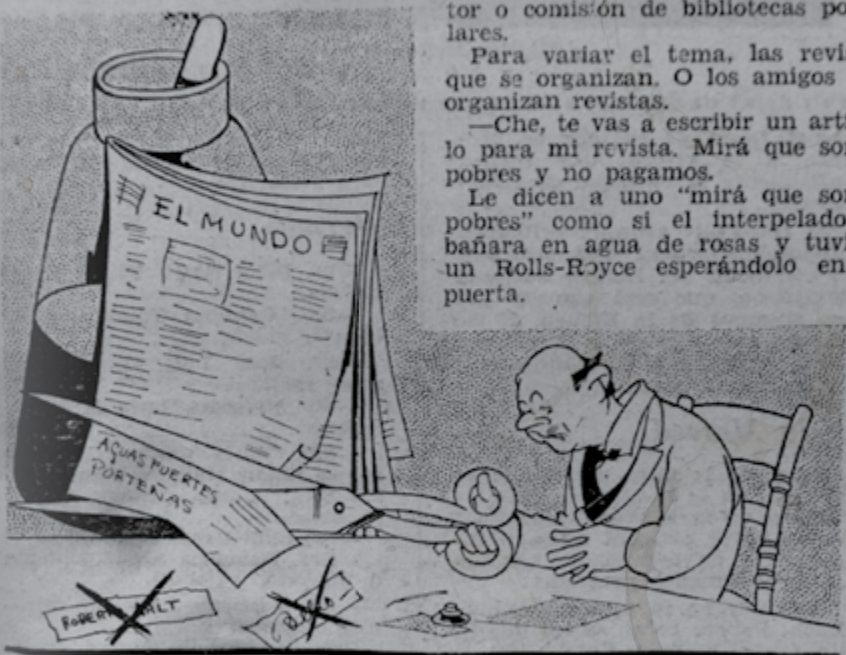 tor o comisión de bibliotecas po
lares.
Para variar el tema, las revi
que se organizan. O los amigos
organizan revistas.
—Che, te vas a escribir un art
lo para mi revista. Mirá que so
pobres y no pagamos.
Le dicen a uno "mirá que so
pobres" como si el interpelado
bañara en agua de rosas y tuvi
un Rolls-Royce esperándolo en
puerta.
EL MUNDO
AGUAS FUERTES
PORTEÑAS
ROBERTO ARLT